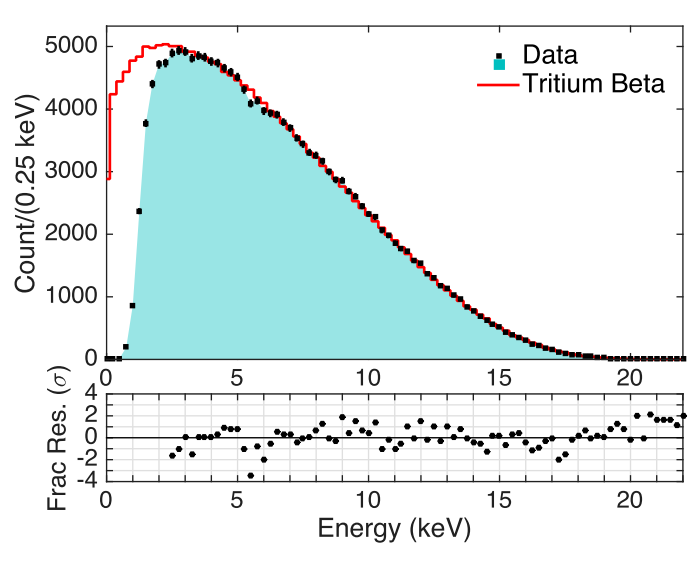 5000
4000
3000
2000
1000
0
Count/(0.25 keV)
Data
Tritium Beta
0 5 10 15 20
4
2
0
-2
-4
Frac Res. (σ)
0 5 10 15 20
Energy (keV)